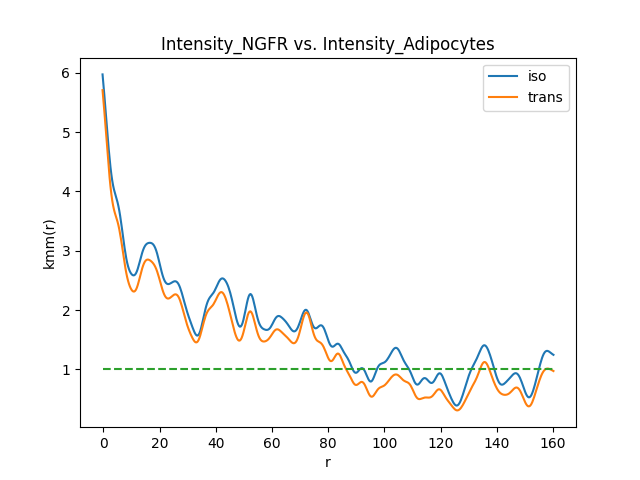 Intensity_NGFR vs. Intensity_Adipocytes
iso
trans
kmm(r)
6
5
4
3
2
1
0 20 40 60 80 100 120 140 160
r